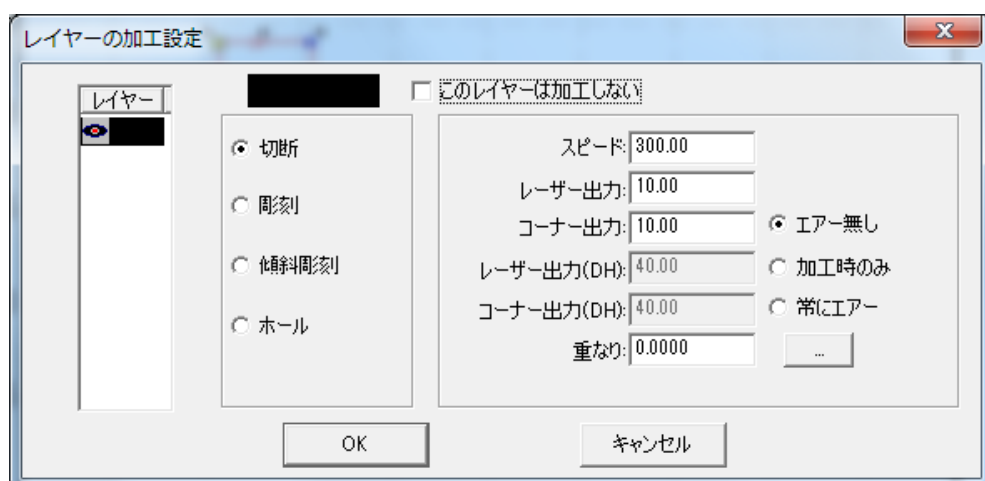 レイヤーの加工設定
レイヤー
このレイヤーは加工しない
切断
彫刻
傾斜彫刻
ホール
スピード: 300.00
レーザー出力: 10.00
コーナー出力: 10.00
エアー無し
レーザー出力(DH): 40.00
加工時のみ
コーナー出力(DH): 40.00
常にエアー
重なり: 0.0000
...
OK
キャンセル